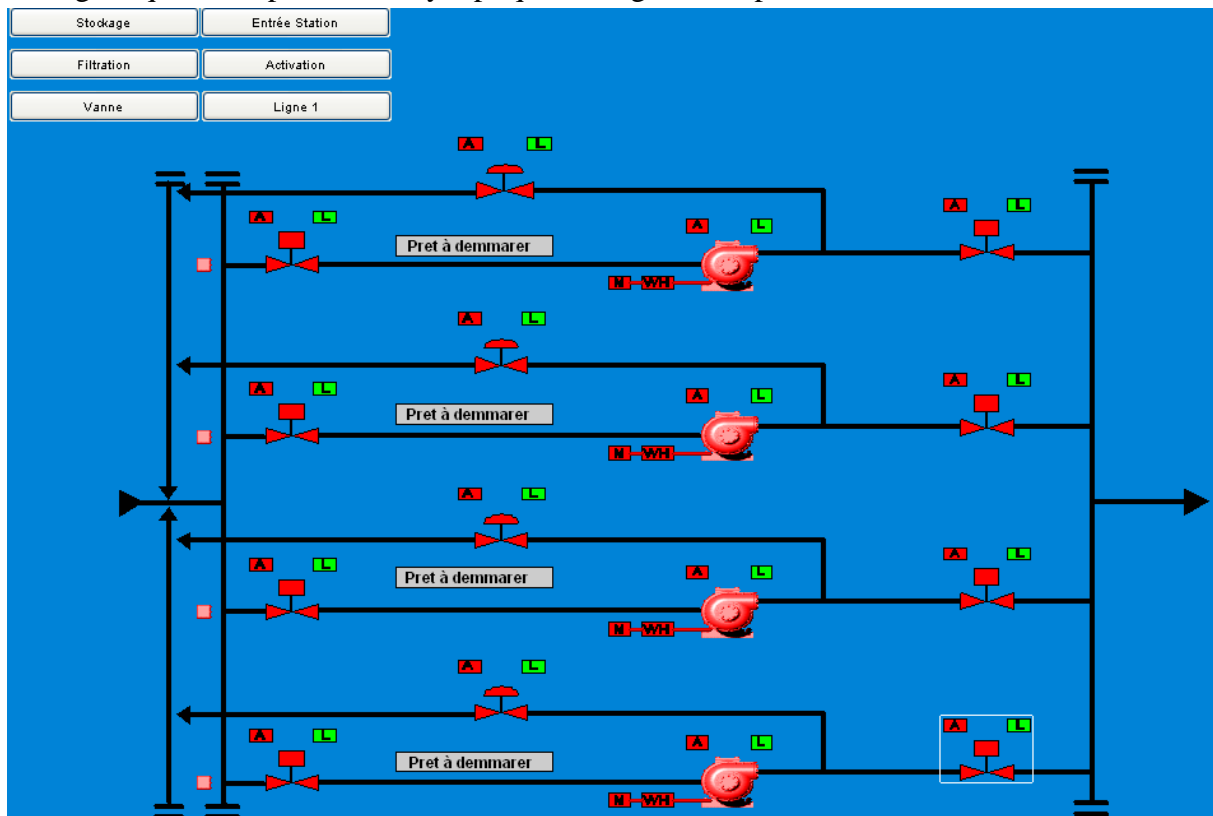 Stockage
Entrée Station
Filtration
Activation
Vanne
Ligne 1
A L
A L
A L
A L
Pret à demmarer
N WH
A L
A L
A L
A L
Pret à demmarer
N WH
A L
A L
A L
A L
Pret à demmarer
N WH
A L
A L
A L
A L
Pret à demmarer
N WH